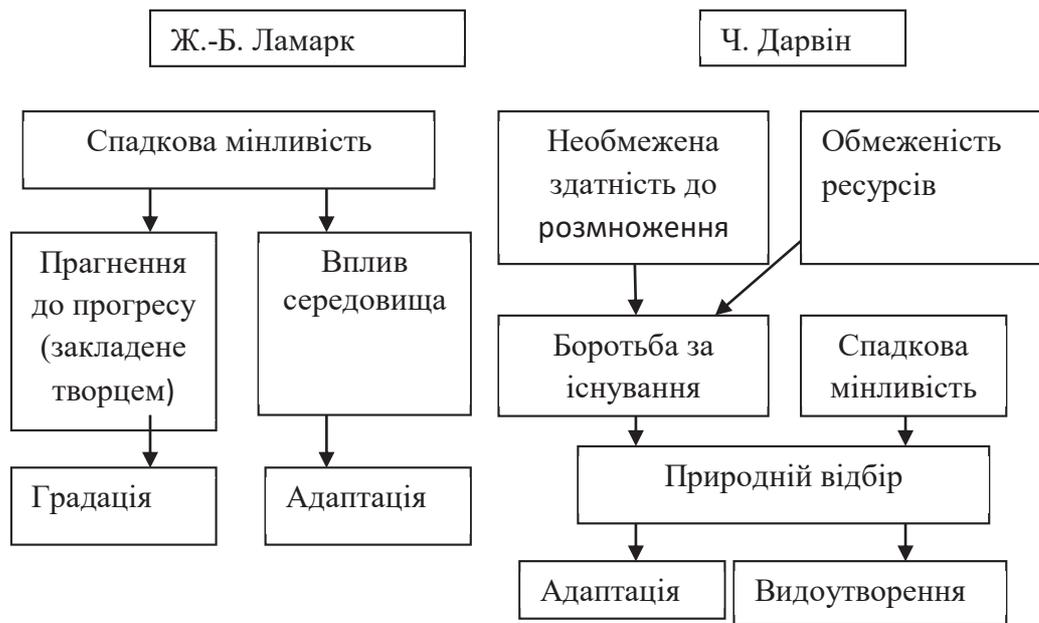 Ж.-Б. Ламарк
Ч. Дарвін
Спадкова мінливість
Прагнення
до прогресу
(закладене
творцем)
Вплив
середовища
Градація
Адаптація
Необмежена
здатність до
розмноження
Обмеженість
ресурсів
Боротьба за
існування
Спадкова
мінливість
Природній відбір
Адаптація
Видоутворення